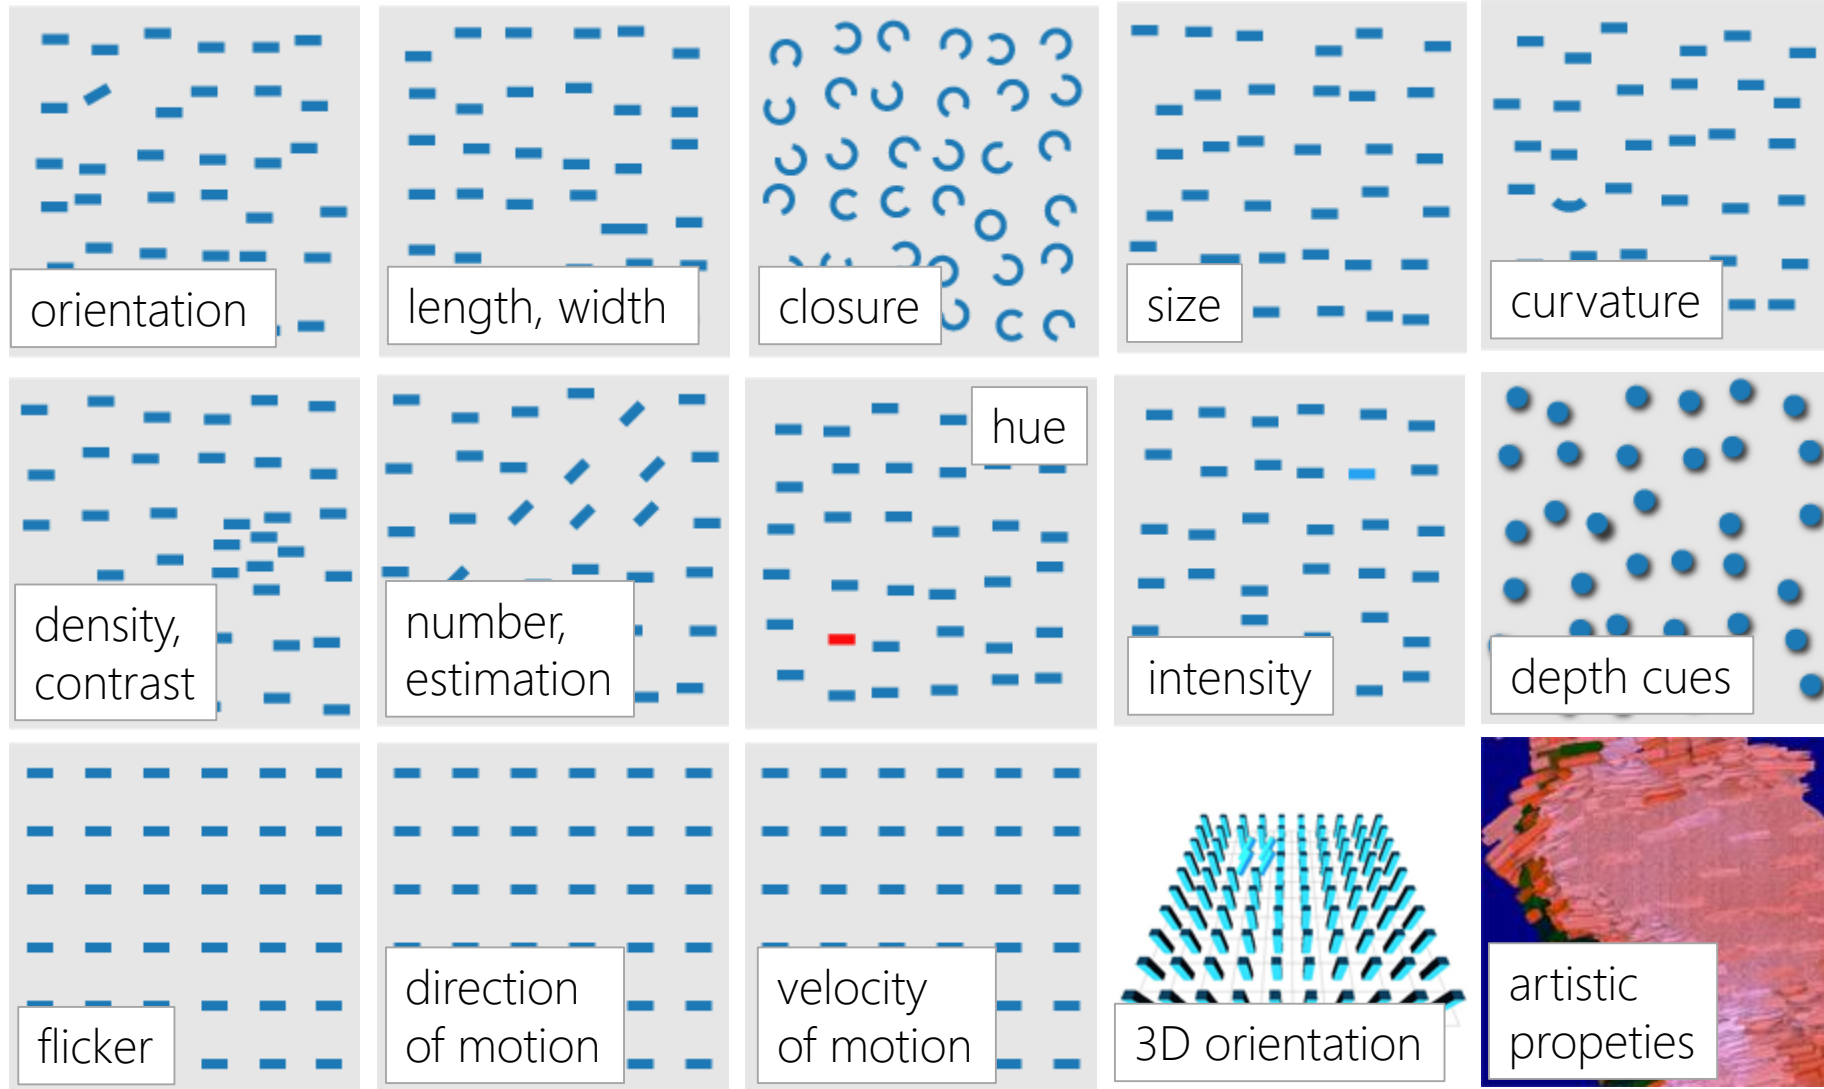 orientation
length, width
closure
size
curvature
density,
contrast
number,
estimation
hue
intensity
depth cues
flicker
direction
of motion
velocity
of motion
3D orientation
artistic
propeties